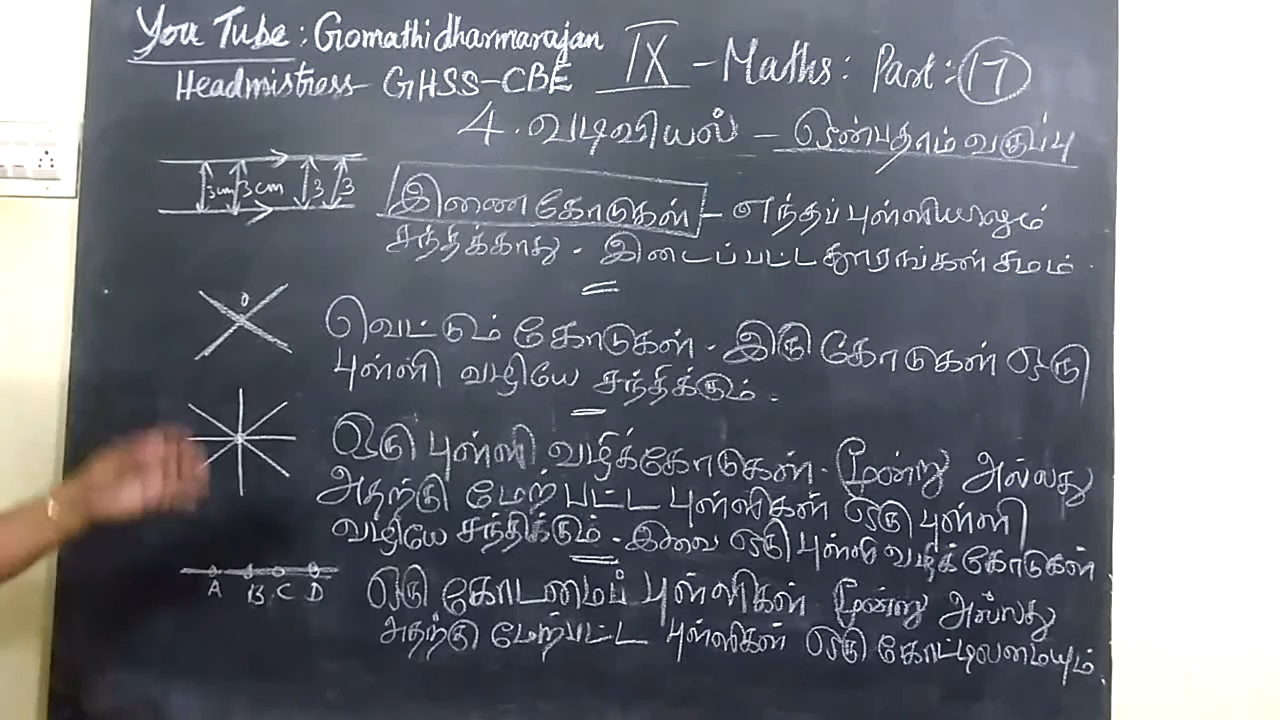 You Tube: Gomathidharmarajan
Headmistress- GHSS-CBE
IX - Maths: Part: 17
4. வடிவியல் - ஒன்பதாம் வகுப்பு
3cm 3cm 3 3
இணை கோடுகள் - எந்தப் புள்ளியிலும்
சந்திக்காது. இடைப்பட்ட தூரங்கள் சமம்.
0
வெட்டும் கோடுகள். இரு கோடுகள் ஒரு
புள்ளி வழியே சந்திக்கும்.
ஒரு புள்ளி வழிக்கோடுகள். மூன்று அல்லது
அதற்கு மேற்பட்ட புள்ளிகள் ஒரு புள்ளி
வழியே சந்திக்கும். இவை ஒரு புள்ளி வழிக்கோடுகள்
A B C D
ஒரு கோடமைப் புள்ளிகள் மூன்று அல்லது
அதற்கு மேற்பட்ட புள்ளிகள் ஒரு கோட்டிலமையும்.